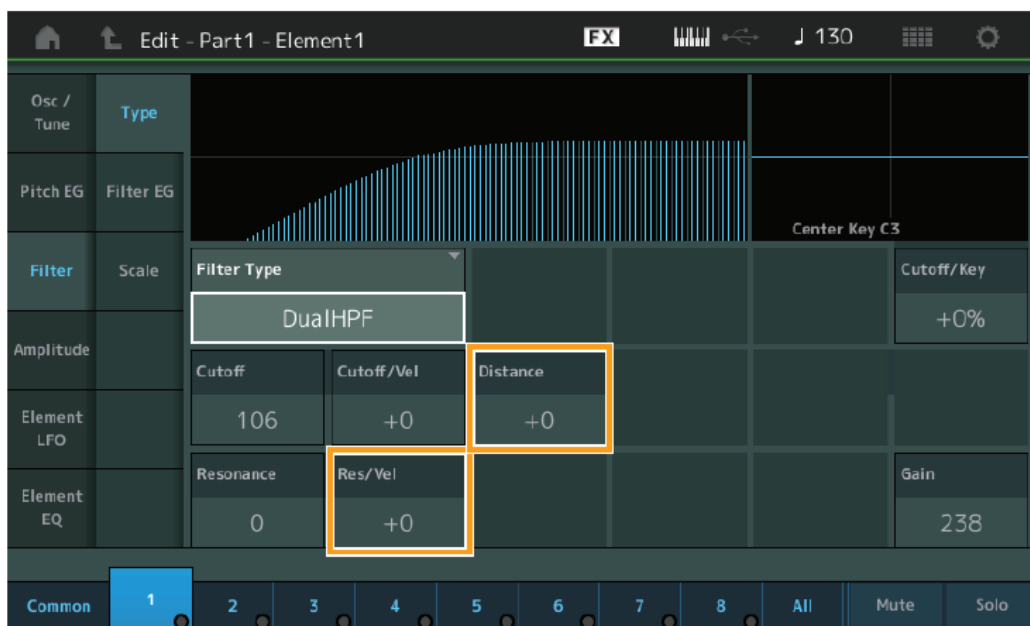 Edit - Part1 - Element1 FX 130
Osc /
Tune
Type
Pitch EG
Filter EG
Center Key C3
Filter
Scale
Filter Type
Cutoff/Key
DualHPF
+0%
Amplitude
Cutoff Cutoff/Vel Distance
106 +0 +0
Element
LFO
Resonance Res/Vel Gain
0 +0 238
Element
EQ
Common 1 2 3 4 5 6 7 8 All Mute Solo